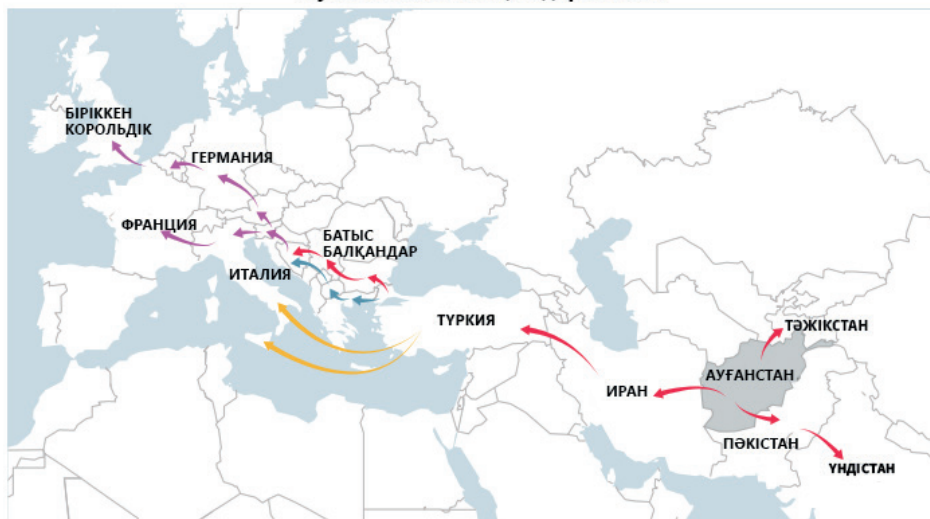 БІРІККЕН
КОРОЛЬДІК
ГЕРМАНИЯ
ФРАНЦИЯ
БАТЫС
БАЛҚАНДАР
ИТАЛИЯ
ТҮРКИЯ
ТӘЖІКСТАН
АУҒАНСТАН
ИРАН
ПӘКІСТАН
ҮНДІСТАН